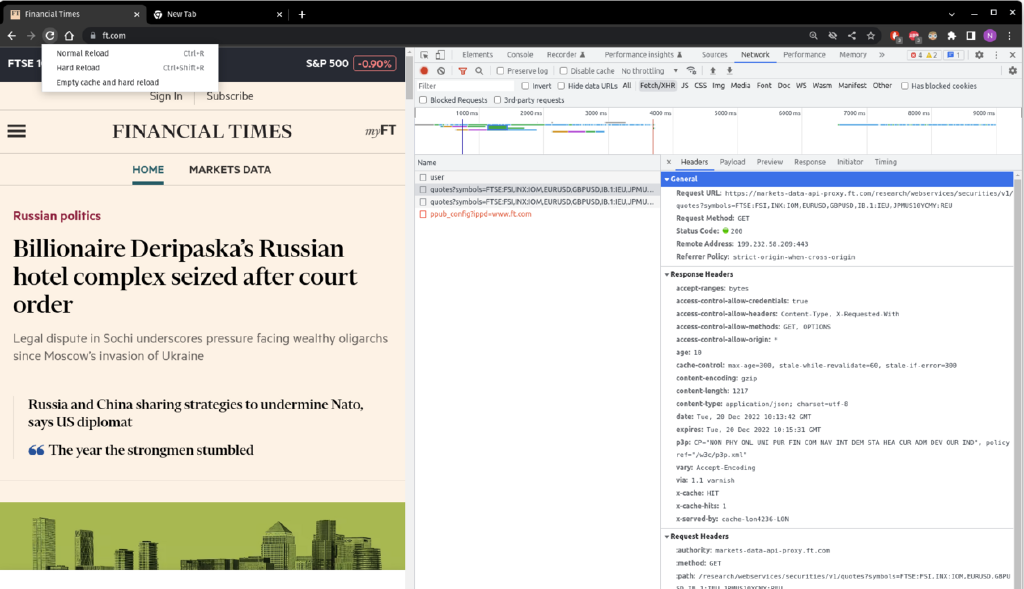 Financial Times
New Tab
ft.com
Normal Reload Ctrl+R
Hard Reload Ctrl+Shift+R
Empty cache and hard reload
FTSE
S&P 500 -0.90%
Sign In Subscribe
FINANCIAL TIMES
myFT
HOME MARKETS DATA
Russian politics
Billionaire Deripaska's Russian
hotel complex seized after court
order
Legal dispute in Sochi underscores pressure facing wealthy oligarchs
since Moscow's invasion of Ukraine
Russia and China sharing strategies to undermine Nato,
says US diplomat
The year the strongmen stumbled
Elements Console Recorder Performance insights Sources Network Performance Memory » 4 2 1
Preserve log Disable cache No throttling
Filter Invert Hide data URLs All Fetch/XHR JS CSS Img Media Font Doc WS Wasm Manifest Other Has blocked cookies
Blocked Requests 3rd-party requests
1000 ms 2000 ms 3000 ms 4000 ms 5000 ms 6000 ms 7000 ms 8000 ms 9000 ms
Name
user
quotes?symbols=FTSE:FSI,INX:IOM,EURUSD,GBPUSD,IB.1:IEU,JPMU...
quotes?symbols=FTSE:FSI,INX:IOM,EURUSD,GBPUSD,IB.1:IEU,JPMU...
ppub_config?ippd=www.ft.com
Headers Payload Preview Response Initiator Timing
General
Request URL: https://markets-data-api-proxy.ft.com/research/webservices/securities/v1/
quotes?symbols=FTSE:FSI,INX:IOM,EURUSD,GBPUSD,IB.1:IEU,JPMUS10YCMY:REU
Request Method: GET
Status Code: 200
Remote Address: 199.232.58.209:443
Referrer Policy: strict-origin-when-cross-origin
Response Headers
accept-ranges: bytes
access-control-allow-credentials: true
access-control-allow-headers: Content-Type, X-Requested-With
access-control-allow-methods: GET, OPTIONS
access-control-allow-origin: *
age: 10
cache-control: max-age=300, stale-while-revalidate=60, stale-if-error=300
content-encoding: gzip
content-length: 1217
content-type: application/json; charset=utf-8
date: Tue, 20 Dec 2022 10:13:42 GMT
expires: Tue, 20 Dec 2022 10:15:31 GMT
p3p: CP="NON PHY ONL UNI PUR FIN COM NAV INT DEM STA HEA CUR ADM DEV OUR IND", policy
ref="/w3c/p3p.xml"
vary: Accept-Encoding
via: 1.1 varnish
x-cache: HIT
x-cache-hits: 1
x-served-by: cache-lon4236-LON
Request Headers
:authority: markets-data-api-proxy.ft.com
:method: GET
:path: /research/webservices/securities/v1/quotes?symbols=FTSE:FSI,INX:IOM,EURUSD,GBPU